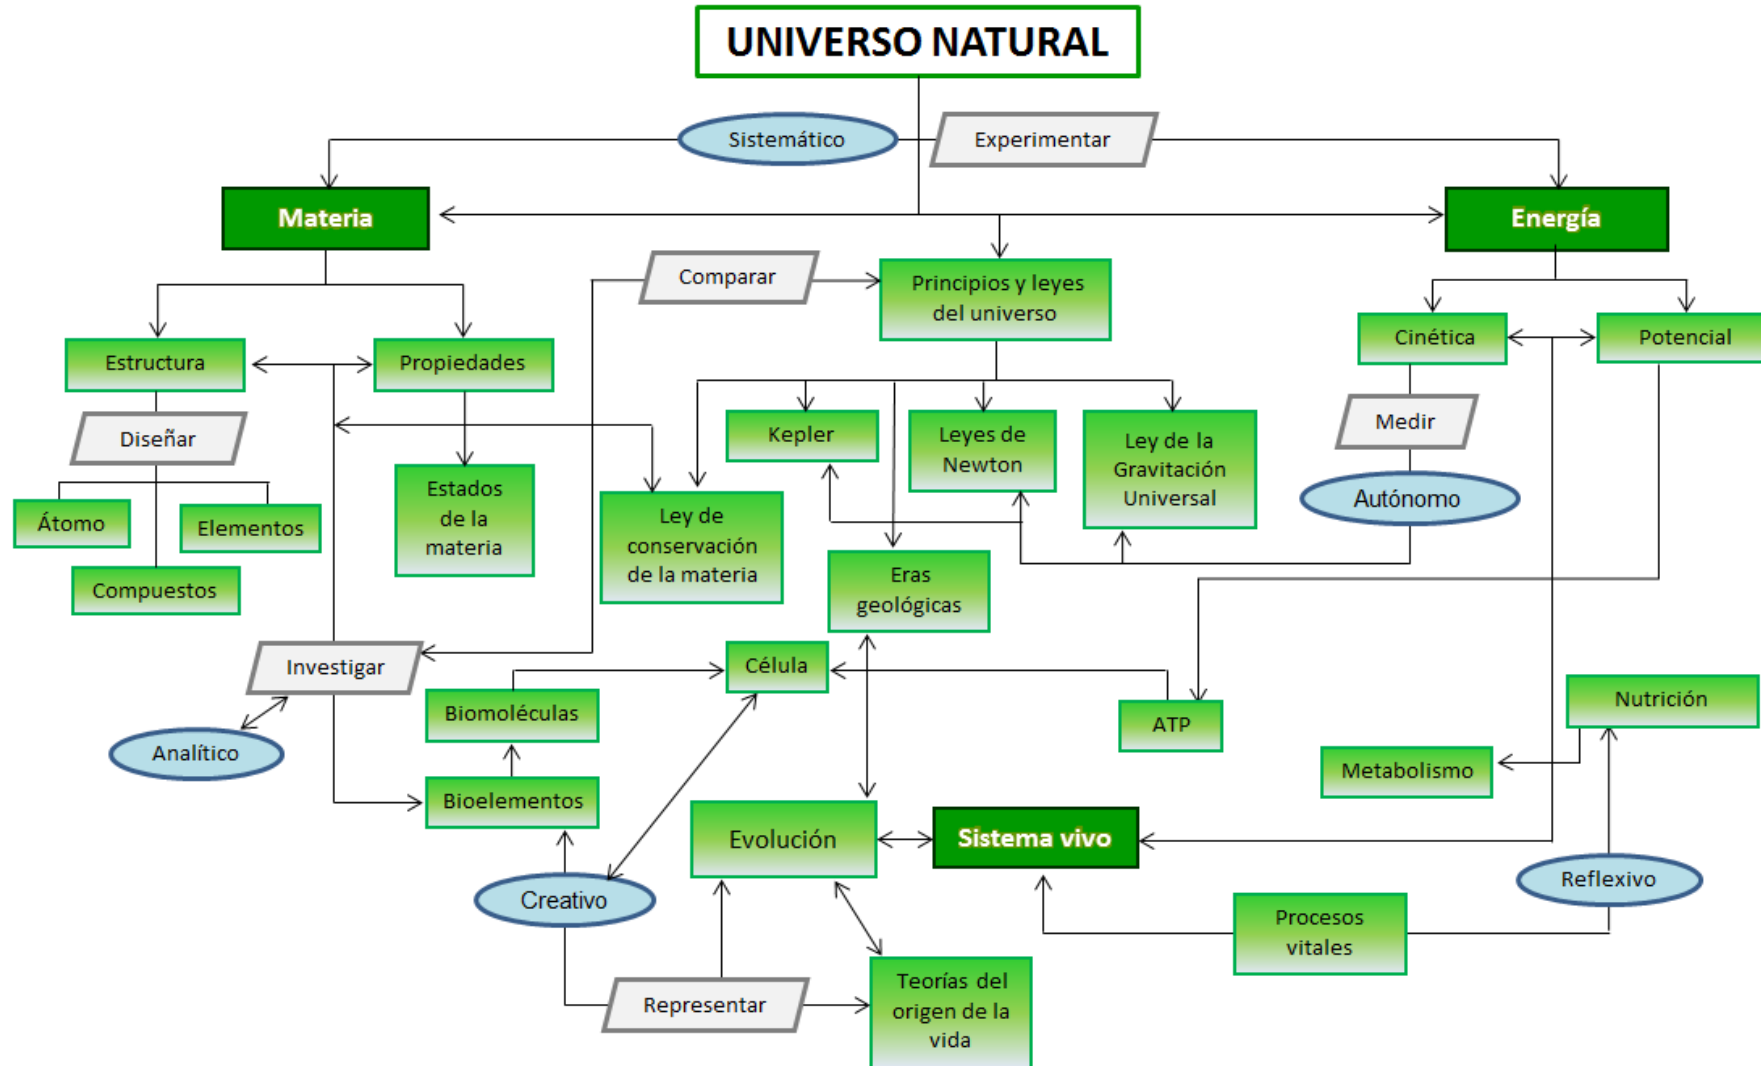 UNIVERSO NATURAL
Sistemático
Experimentar
Materia
Energía
Comparar
Principios y leyes
del universo
Estructura
Propiedades
Cinética
Potencial
Diseñar
Kepler
Leyes de
Newton
Ley de la
Gravitación
Universal
Medir
Átomo
Elementos
Estados
de la
materia
Ley de
conservación
de la materia
Autónomo
Compuestos
Eras
geológicas
Investigar
Célula
Biomoléculas
ATP
Nutrición
Analítico
Metabolismo
Bioelementos
Evolución
Sistema vivo
Creativo
Reflexivo
Procesos
vitales
Representar
Teorías del
origen de la
vida